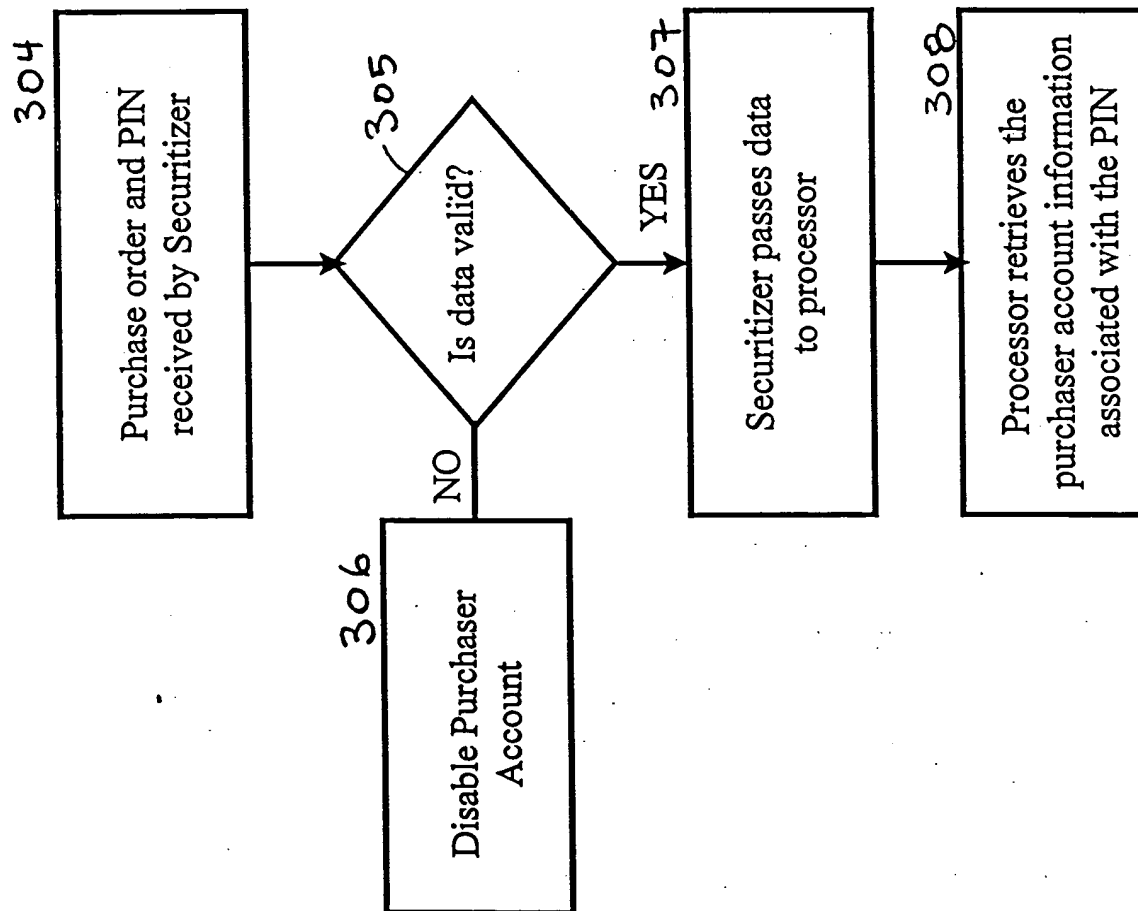 304
Purchase order and PIN
received by Securitizer
305
Is data valid?
NO
306
Disable Purchaser
Account
YES
307
Securitizer passes data
to processor
308
Processor retrieves the
purchaser account information
associated with the PIN